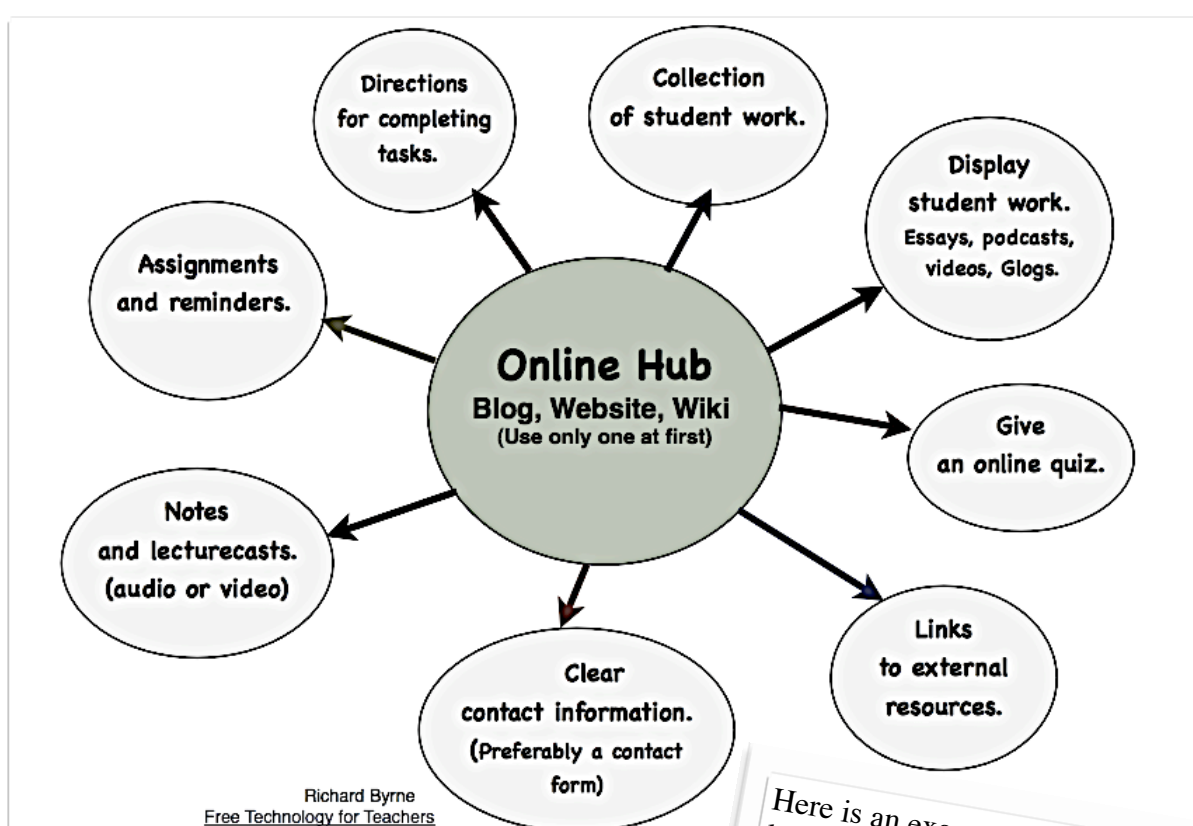 Directions
for completing
tasks.
Collection
of student work.
Display
student work.
Essays, podcasts,
videos, Glogs.
Assignments
and reminders.
Online Hub
Blog, Website, Wiki
(Use only one at first)
Give
an online quiz.
Notes
and lecturecasts.
(audio or video)
Links
to external
resources.
Clear
contact information.
(Preferably a contact
form)
Richard Byrne
Free Technology for Teachers
Here is an